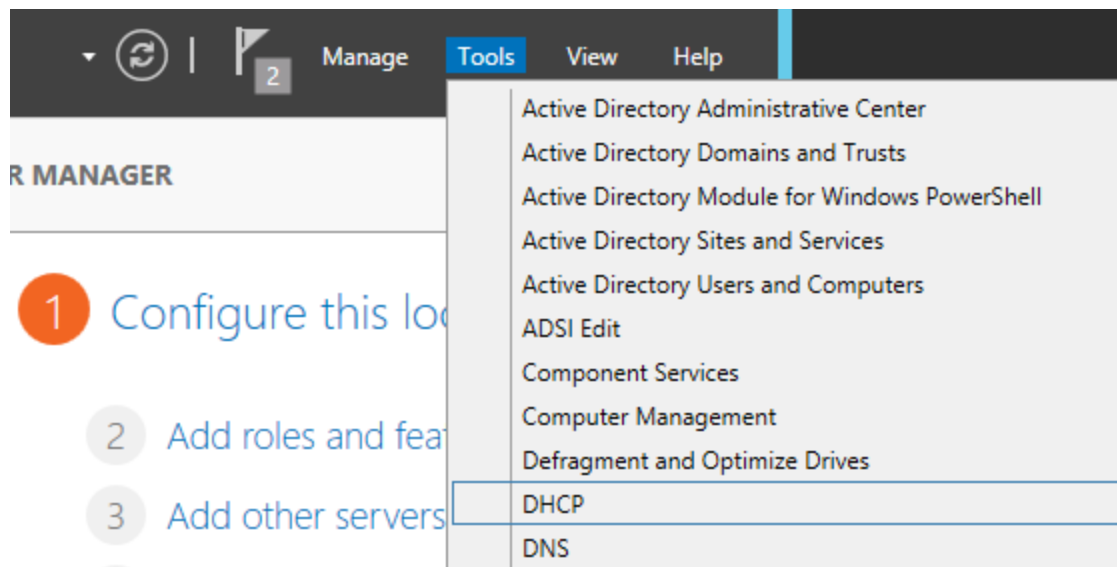 2 Manage Tools View Help
R MANAGER
Active Directory Administrative Center
Active Directory Domains and Trusts
Active Directory Module for Windows PowerShell
Active Directory Sites and Services
Active Directory Users and Computers
ADSI Edit
Component Services
Computer Management
Defragment and Optimize Drives
DHCP
DNS
1 Configure this loc
2 Add roles and feat
3 Add other servers